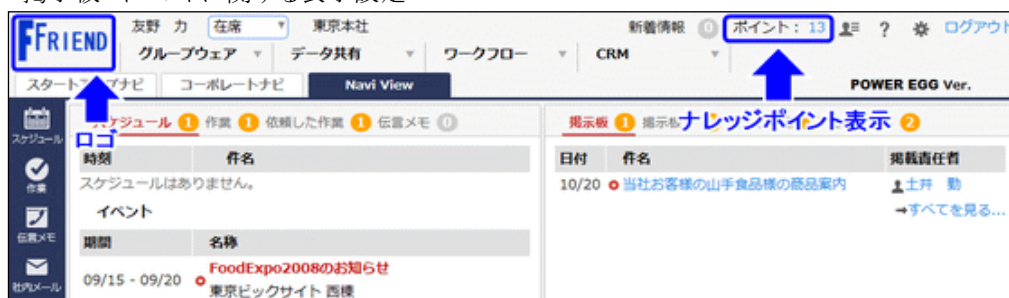 FRIEND 友野 力 在席 東京本社 新着情報 0 ポイント: 13 ? ログアウト
グループウェア データ共有 ワークフロー CRM
コーポレートナビ Navi View POWER EGG Ver.
スケジュール
スケジュール 1 作業 1 依頼した作業 1 伝言メモ 0 掲示板 1 2
ロゴ ナレッジポイント表示
時刻 件名 日付 件名 掲載責任者
作業
スケジュールはありません。 10/20 当社お客様の山手食品様の商品案内 土井 勤
イベント →すべてを見る...
伝言メモ
期間 名称
FoodExpo2008のお知らせ
09/15 - 09/20
東京ビックサイト 西棟
社内メール